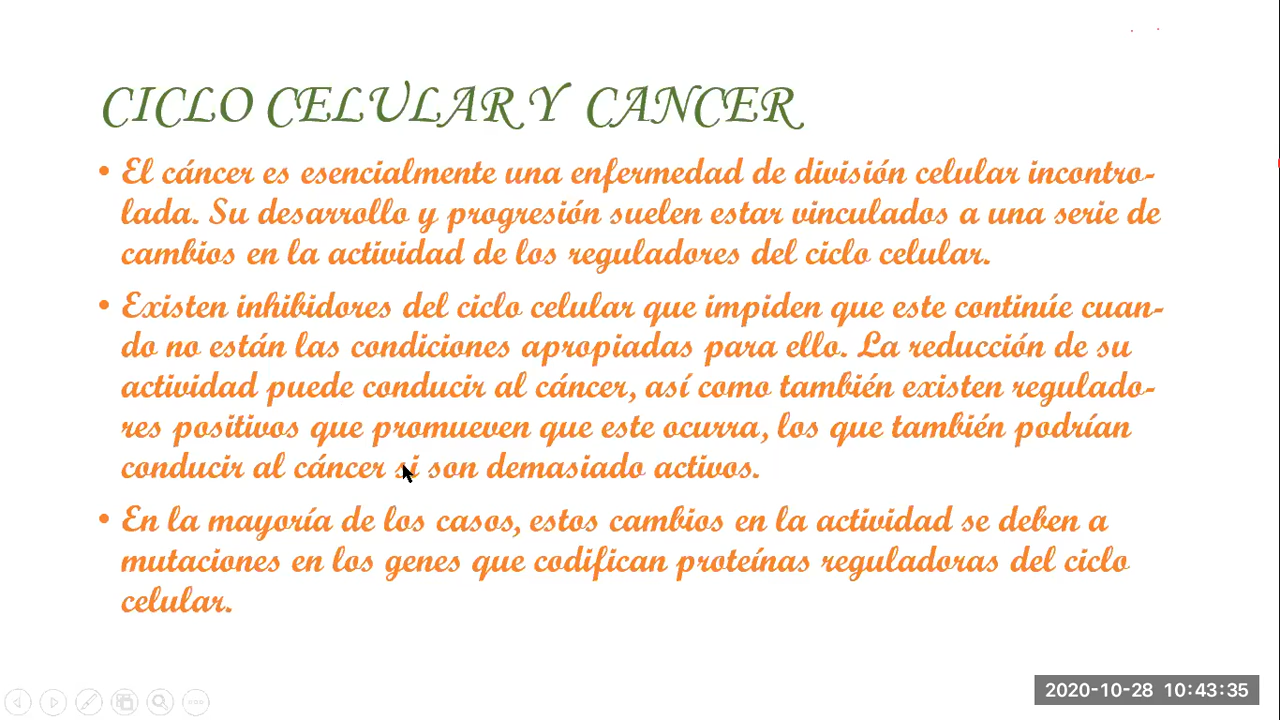 CICLO CELULAR Y CANCER
• El cáncer es esencialmente una enfermedad de división celular incontro-
lada. Su desarrollo y progresión suelen estar vinculados a una serie de
cambios en la actividad de los reguladores del ciclo celular.
• Existen inhibidores del ciclo celular que impiden que este continúe cuan-
do no están las condiciones apropiadas para ello. La reducción de su
actividad puede conducir al cáncer, así como también existen regulado-
res positivos que promueven que este ocurra, los que también podrían
conducir al cáncer si son demasiado activos.
• En la mayoría de los casos, estos cambios en la actividad se deben a
mutaciones en los genes que codifican proteínas reguladoras del ciclo
celular.
2020-10-28 10:43:35